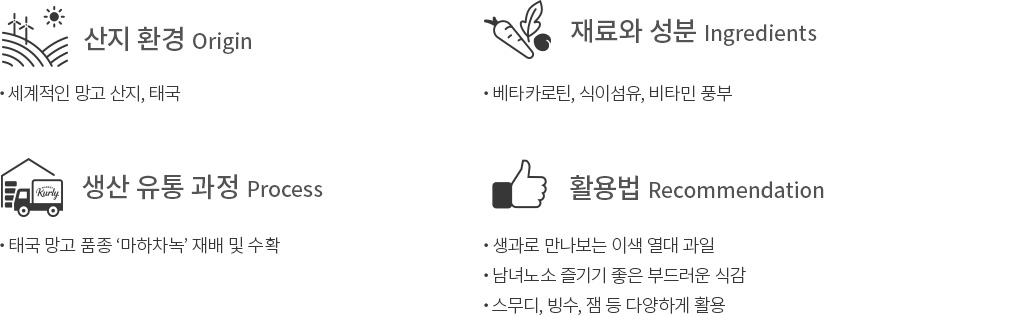 산지 환경 Origin
• 세계적인 망고 산지, 태국
재료와 성분 Ingredients
• 베타카로틴, 식이섬유, 비타민 풍부
Kurly
생산 유통 과정 Process
• 태국 망고 품종 ‘마하차녹’ 재배 및 수확
활용법 Recommendation
• 생과로 만나보는 이색 열대 과일
• 남녀노소 즐기기 좋은 부드러운 식감
• 스무디, 빙수, 잼 등 다양하게 활용